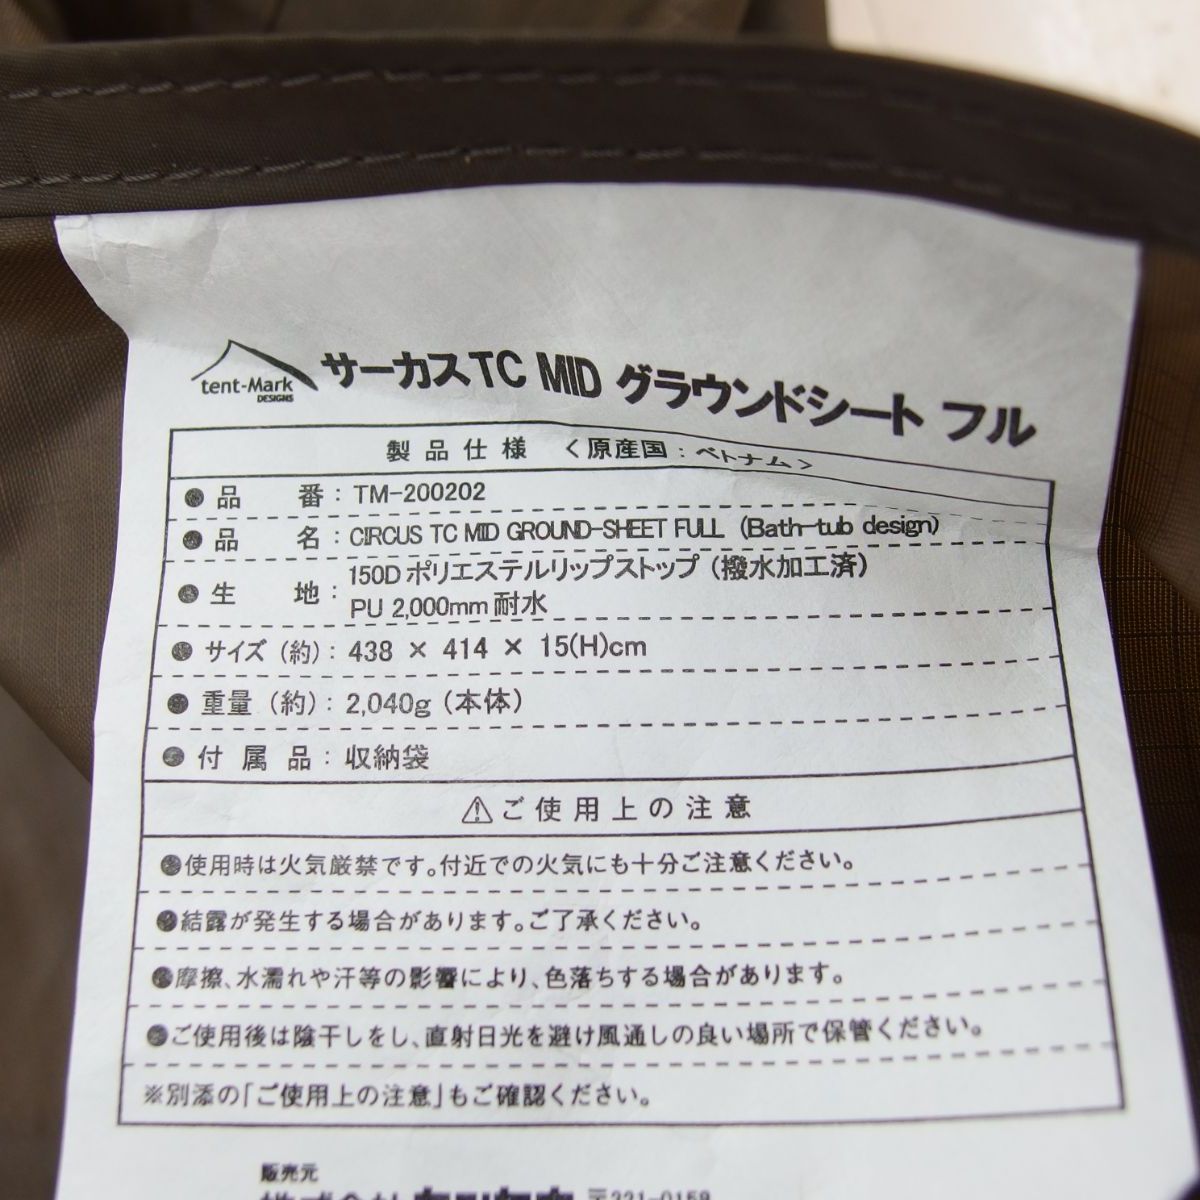 tent-Mark
DESIGNS
サーカスTC MID グラウンドシート フル
製品仕様 <原産国:ベトナム>
●品 番:TM-200202
●品 名:CIRCUS TC MID GROUND-SHEET FULL (Bath-tub design)
●生 地:150Dポリエステルリップストップ(撥水加工済)
PU 2,000mm耐水
●サイズ(約):438 × 414 × 15(H)cm
●重量(約):2,040g(本体)
●付属品:収納袋
⚠ご使用上の注意
●使用時は火気厳禁です。付近での火気にも十分ご注意ください。
●結露が発生する場合があります。ご了承ください。
●摩擦、水濡れや汗等の影響により、色落ちする場合があります。
●ご使用後は陰干しをし、直射日光を避け風通しの良い場所で保管ください。
※別添の「ご使用上の注意」もご確認ください。
販売元
〒221-0159